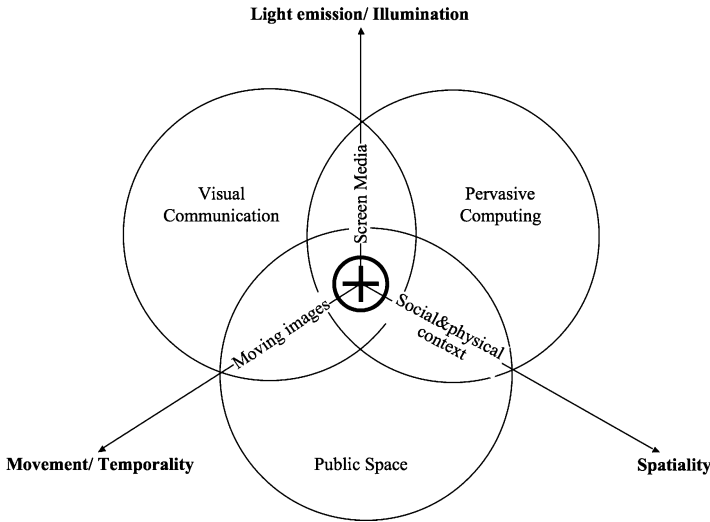 Light emission/ Illumination
Visual
Communication
Screen Media
Pervasive
Computing
Moving images
Social&physical
context
Movement/ Temporality
Public Space
Spatiality